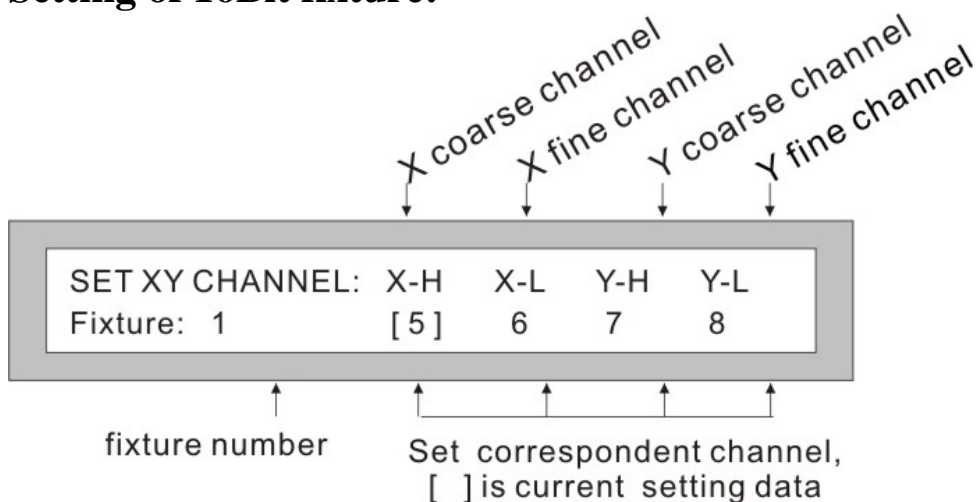 X coarse channel
X fine channel
Y coarse channel
Y fine channel
SET XY CHANNEL: X-H X-L Y-H Y-L
Fixture: 1 [ 5 ] 6 7 8
fixture number
Set correspondent channel,
[ ] is current setting data